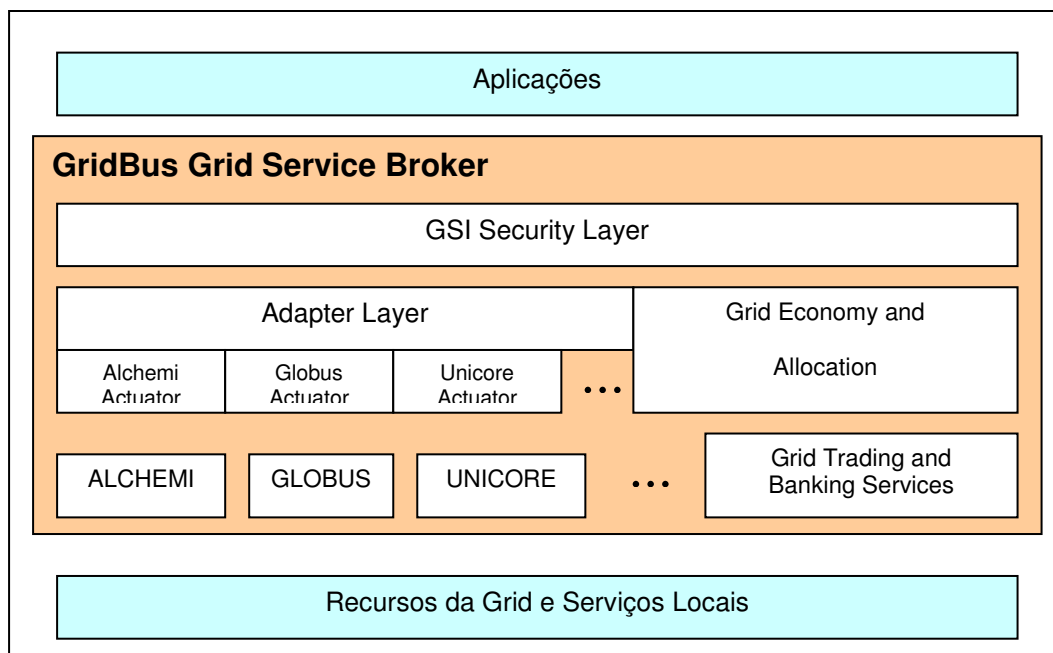 Aplicações
GridBus Grid Service Broker
GSI Security Layer
Adapter Layer
Grid Economy and
Allocation
Alchemi
Actuator
Globus
Actuator
Unicore
Actuator
...
ALCHEMI
GLOBUS
UNICORE
...
Grid Trading and
Banking Services
Recursos da Grid e Serviços Locais